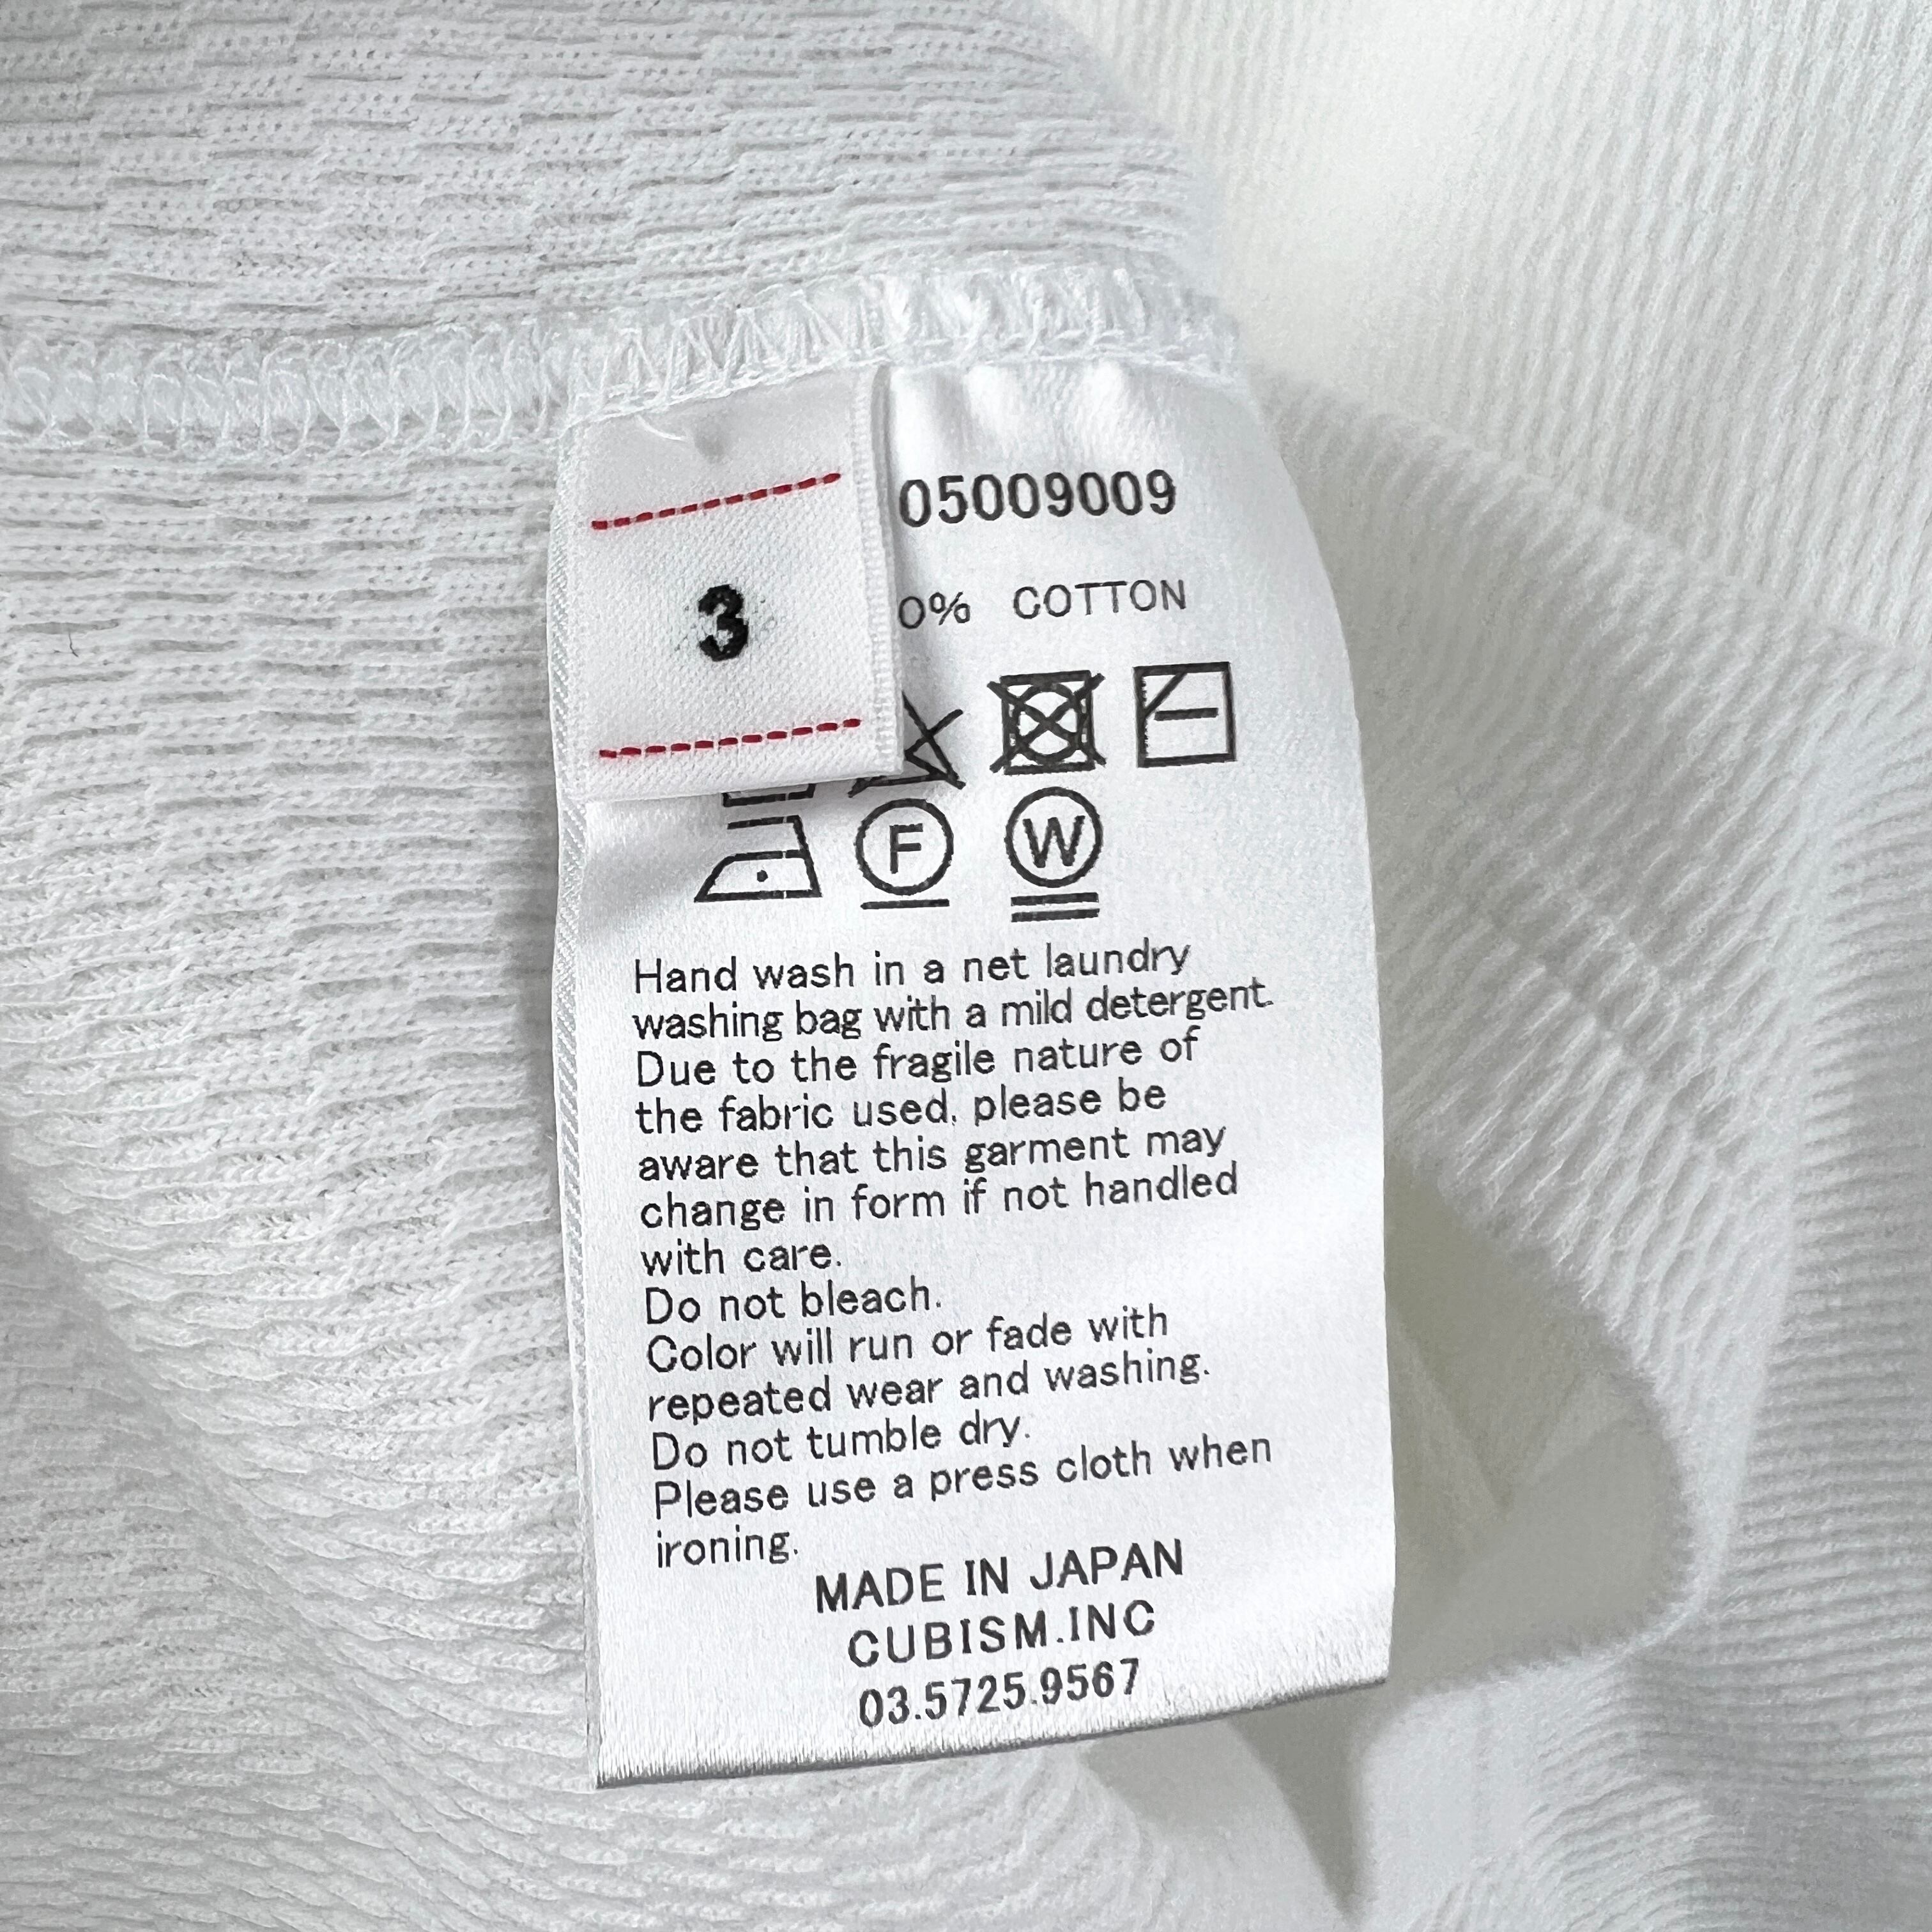 05009009
3
0% COTTON
F W
Hand wash in a net laundry
washing bag with a mild detergent.
Due to the fragile nature of
the fabric used, please be
aware that this garment may
change in form if not handled
with care.
Do not bleach.
Color will run or fade with
repeated wear and washing.
Do not tumble dry.
Please use a press cloth when
ironing.
MADE IN JAPAN
CUBISM.INC
03.5725.9567